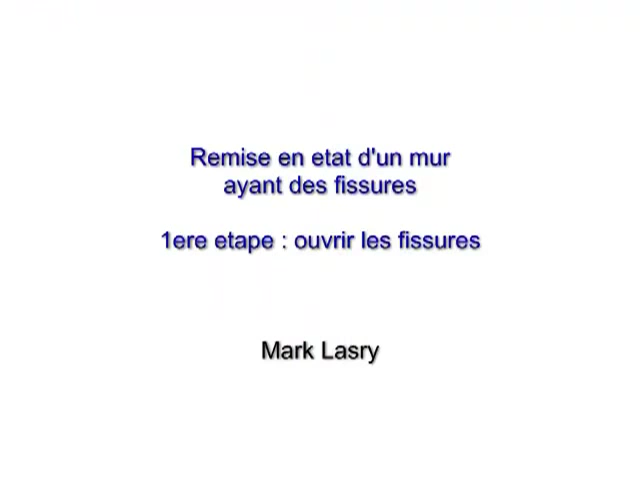 Remise en etat d'un mur
ayant des fissures
1ere etape : ouvrir les fissures
Mark Lasry